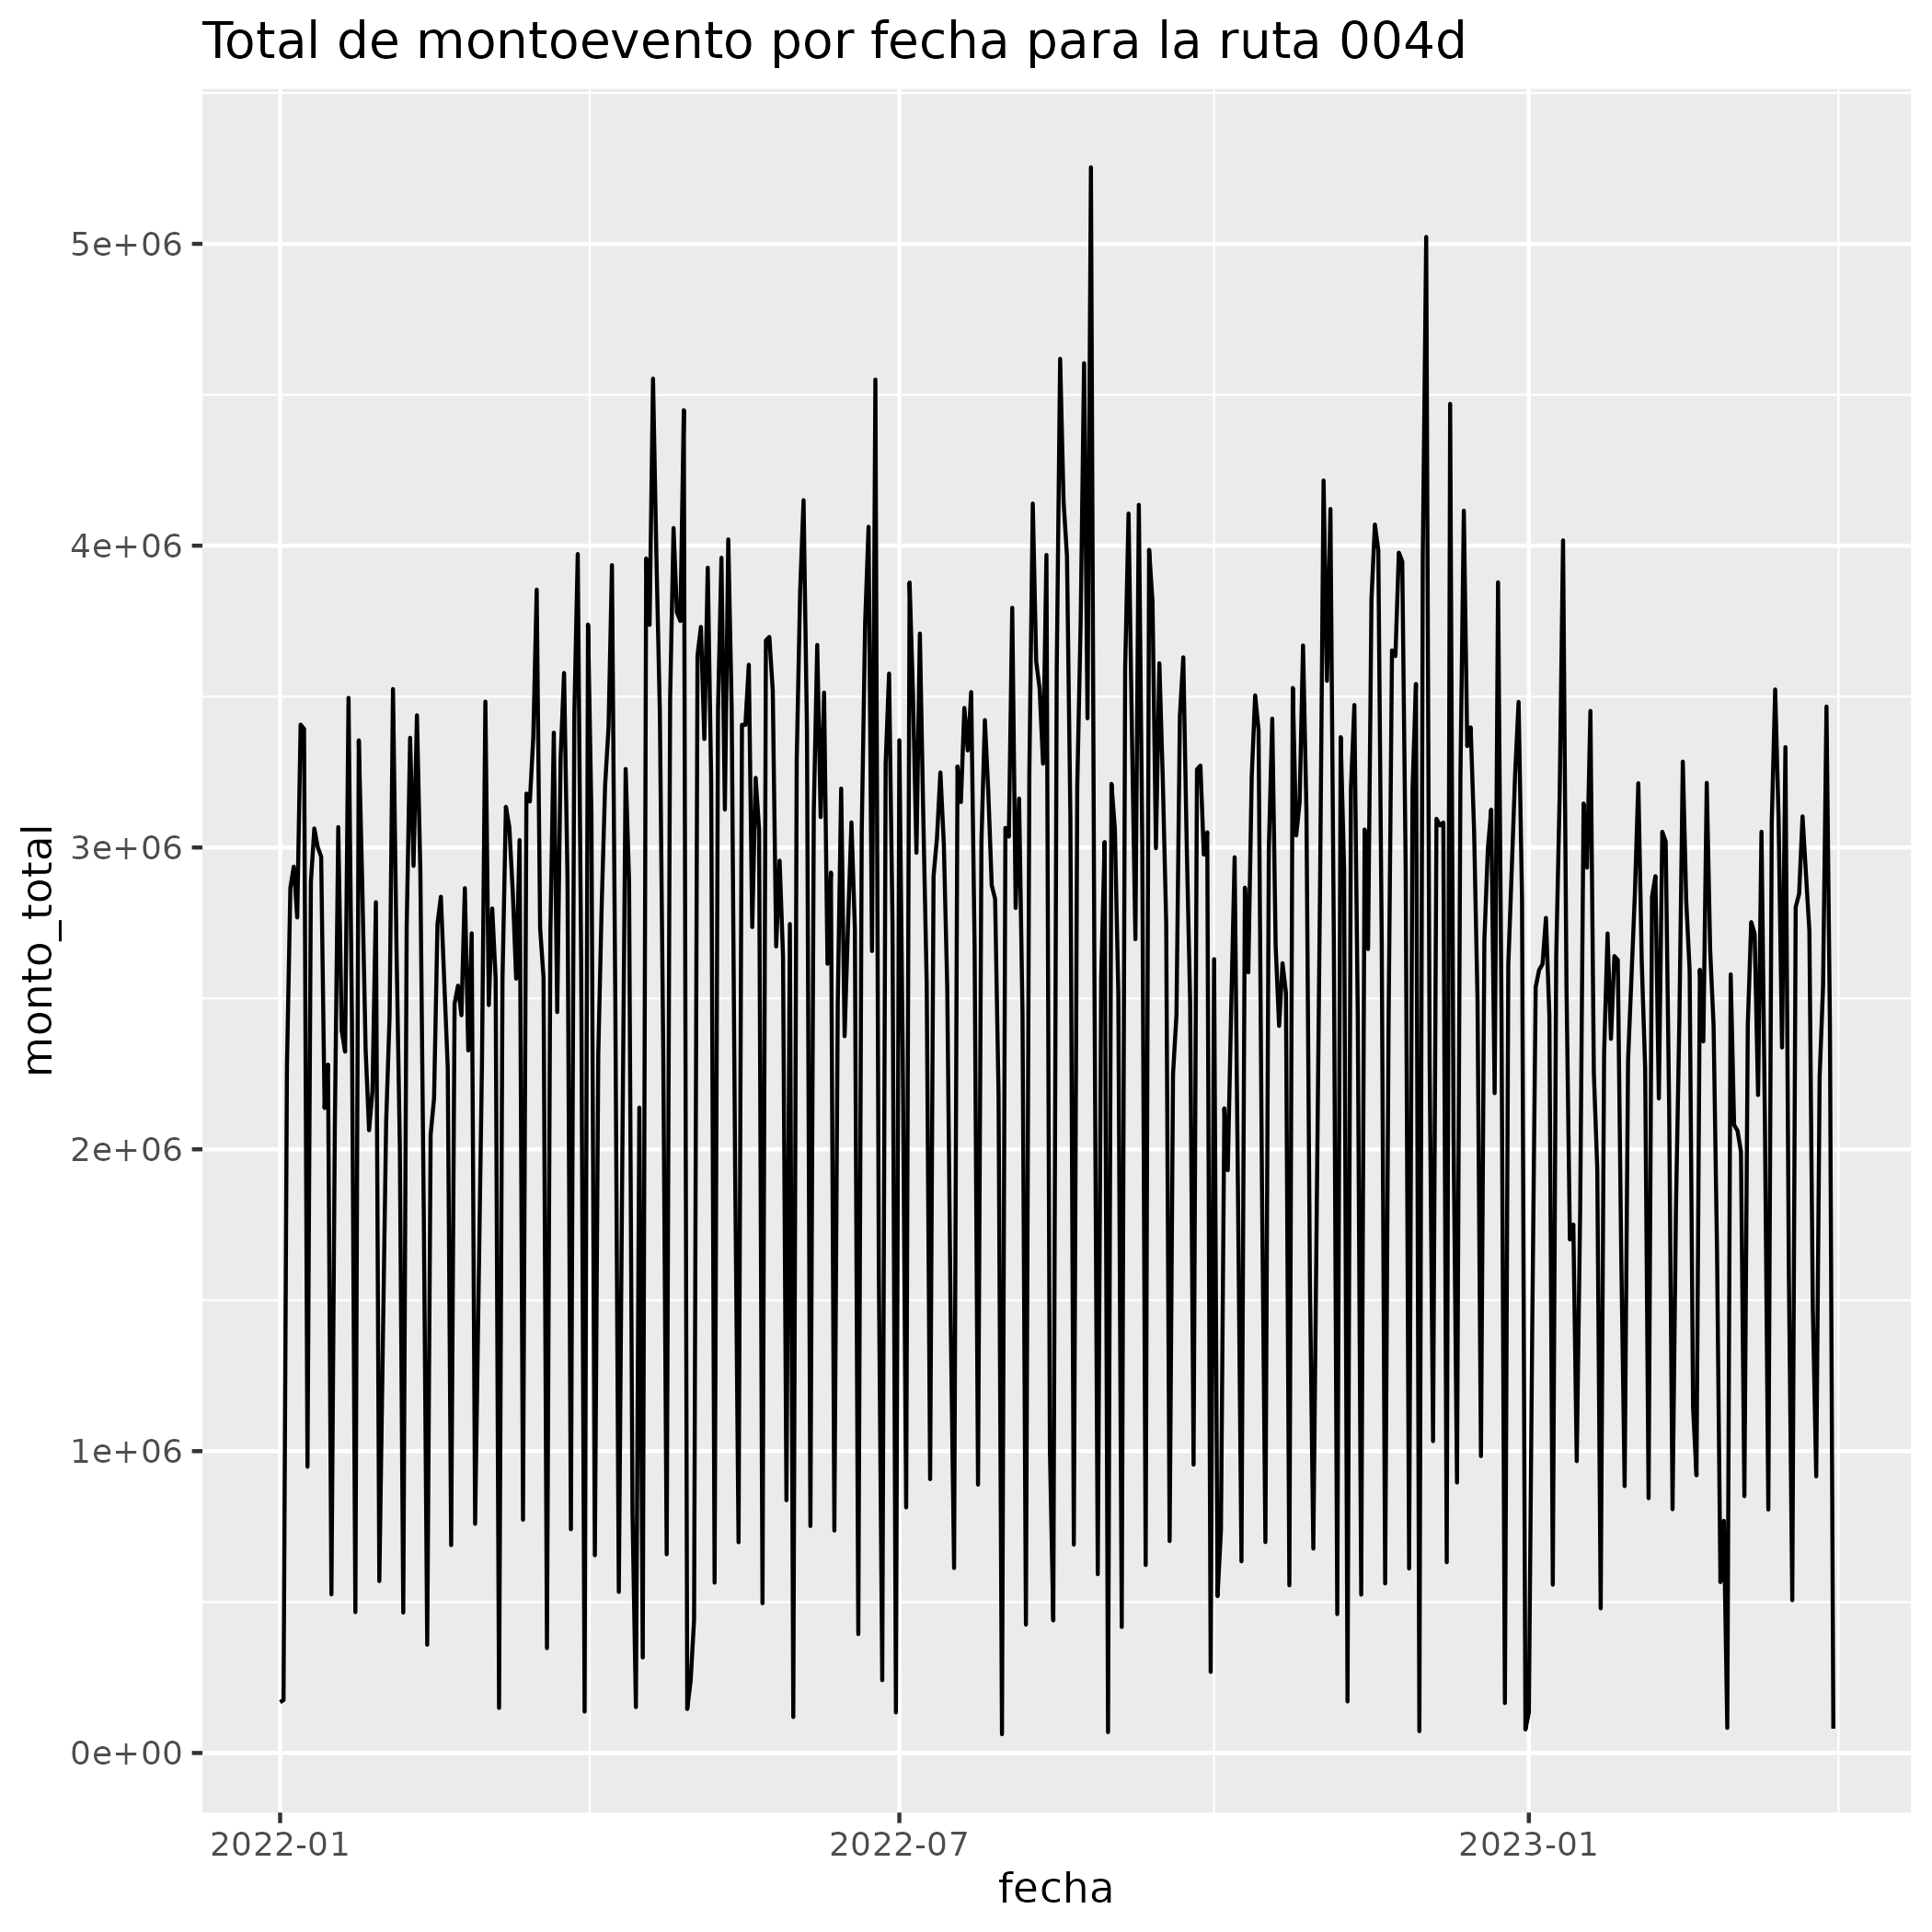 Total de montoevento por fecha para la ruta 004d
monto_total
5e+06
4e+06
3e+06
2e+06
1e+06
0e+00
2022-01
2022-07
2023-01
fecha